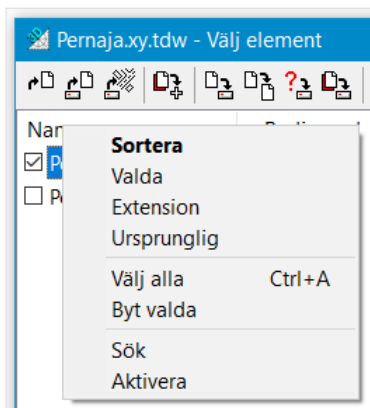 Pernaja.xy.tdw - Välj element
Sortera
Valda
Extension
Ursprunglig
Välj alla Ctrl+A
Byt valda
Sök
Aktivera